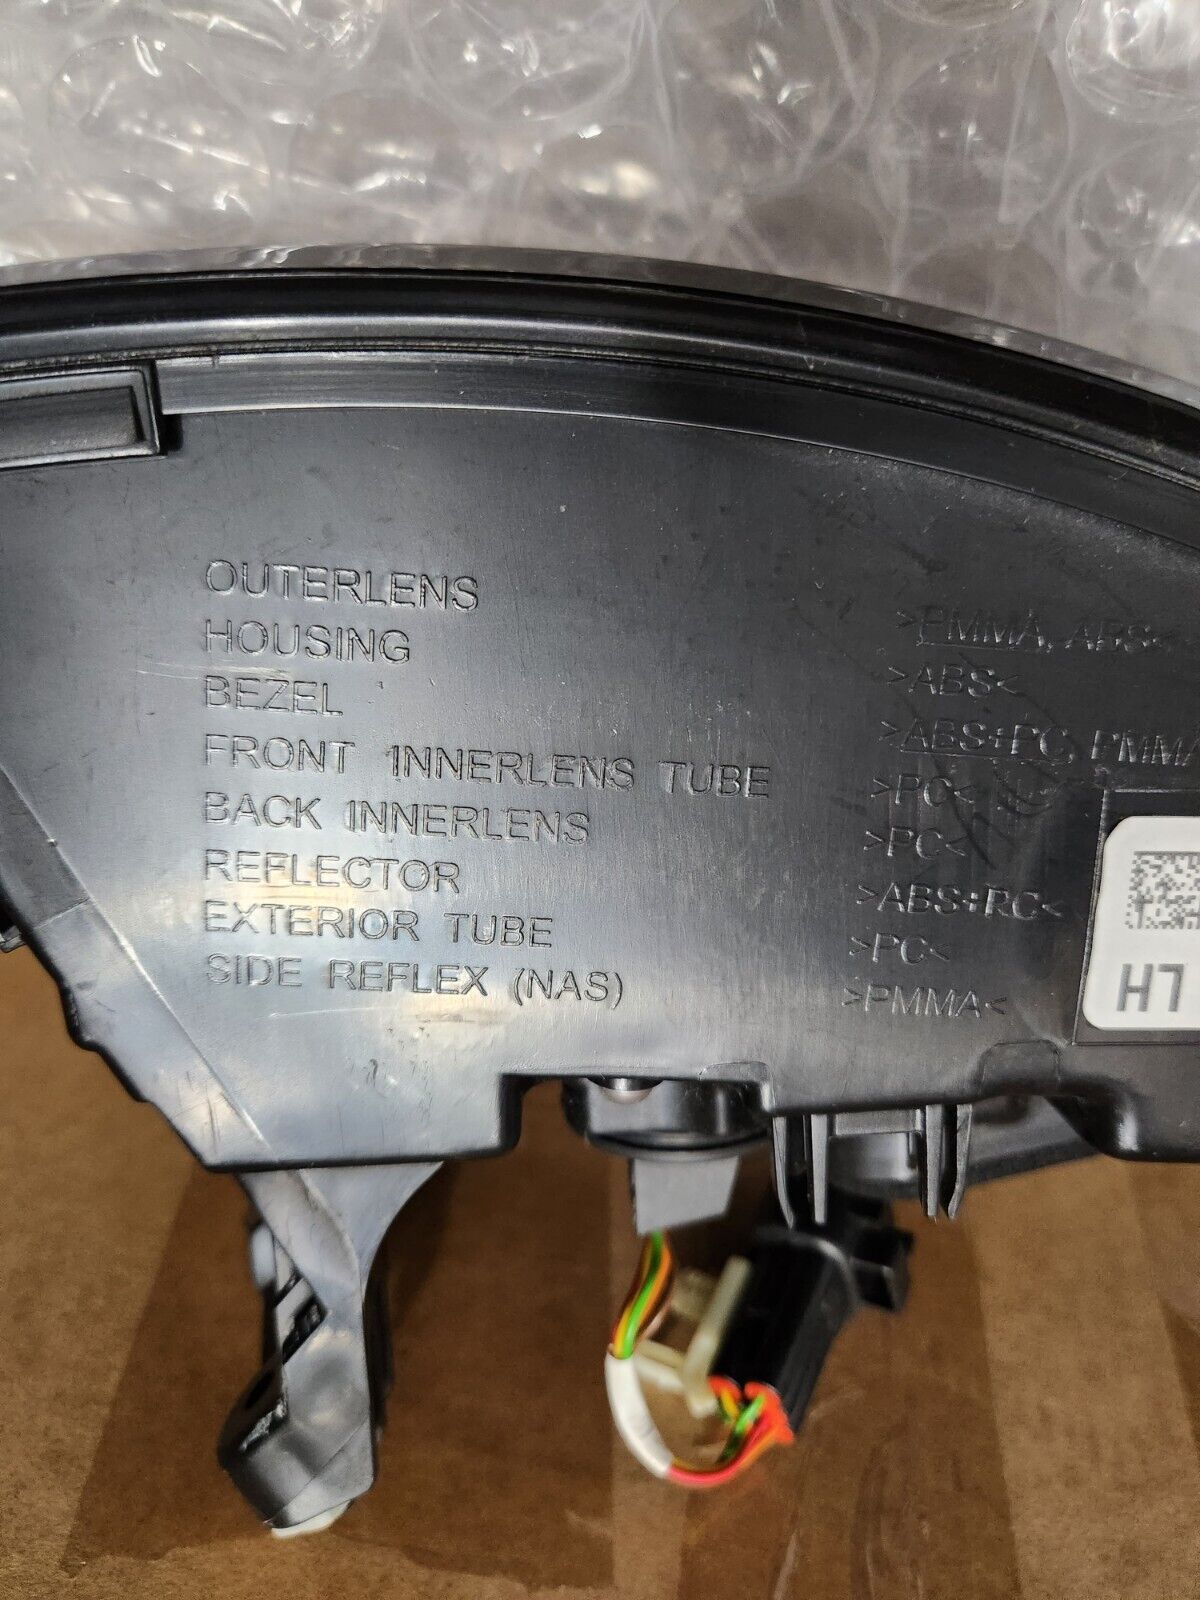 OUTERLENS >PMMA, ABS<
HOUSING >ABS<
BEZEL >ABS+PC, PMMA
FRONT INNERLENS TUBE >PC<
BACK INNERLENS >PC<
REFLECTOR >ABS+PC<
EXTERIOR TUBE >PC<
SIDE REFLEX (NAS) >PMMA<
LH